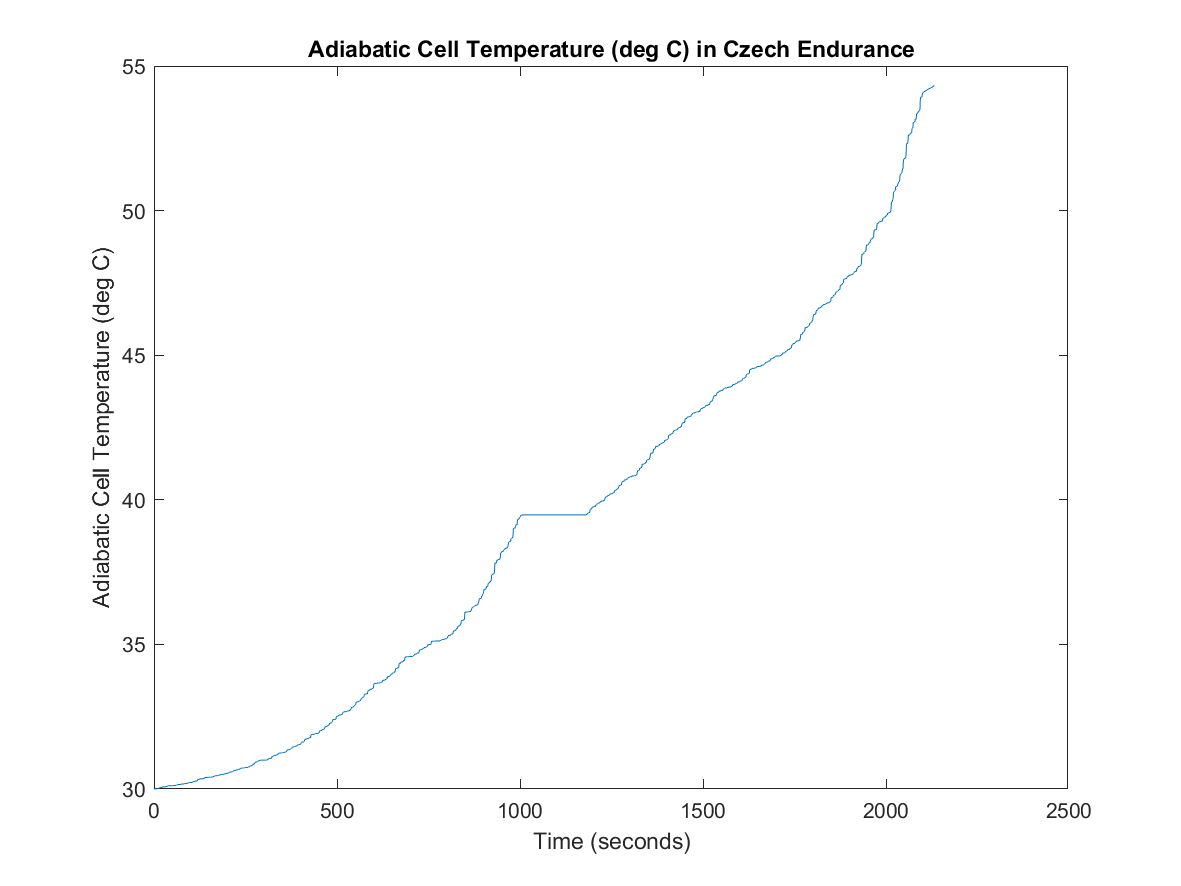 Adiabatic Cell Temperature (deg C) in Czech Endurance
55
50
45
40
35
30
Adiabatic Cell Temperature (deg C)
0 500 1000 1500 2000 2500
Time (seconds)